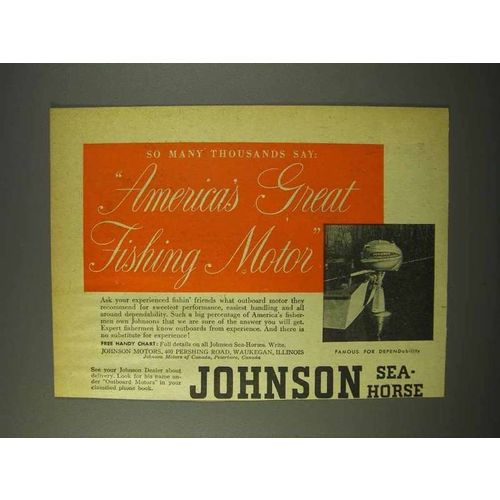 SO MANY THOUSANDS SAY:
"America's Great
Fishing Motor"
Ask your experienced fishin' friends what outboard motor they
recommend for sweetest performance, easiest handling and all
around dependability. Such a big percentage of America's fisher-
men own Johnsons that we are sure of the answer you will get.
Expert fishermen know outboards from experience. And there
is no substitute for experience!
FREE HANDY CHART: Full details on all Johnson Sea-Horses. Write.
JOHNSON MOTORS, 400 PERSHING ROAD, WAUKEGAN, ILLINOIS
Johnson Motors of Canada, Peterboro, Canada
FAMOUS FOR DEPENDability
See your Johnson Dealer about
delivery. Look for his name un-
der "Outboard Motors" in your
classified phone book.
JOHNSON SEA-
HORSE